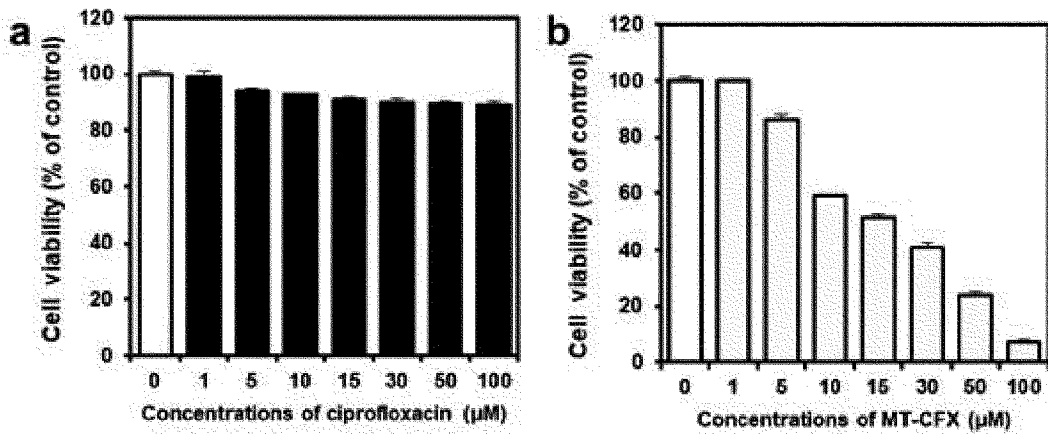 a
Cell viability (% of control)
120
100
80
60
40
20
0
0 1 5 10 15 30 50 100
Concentrations of ciprofloxacin (µM)
b
Cell viability (% of control)
120
100
80
60
40
20
0
0 1 5 10 15 30 50 100
Concentrations of MT-CFX (µM)